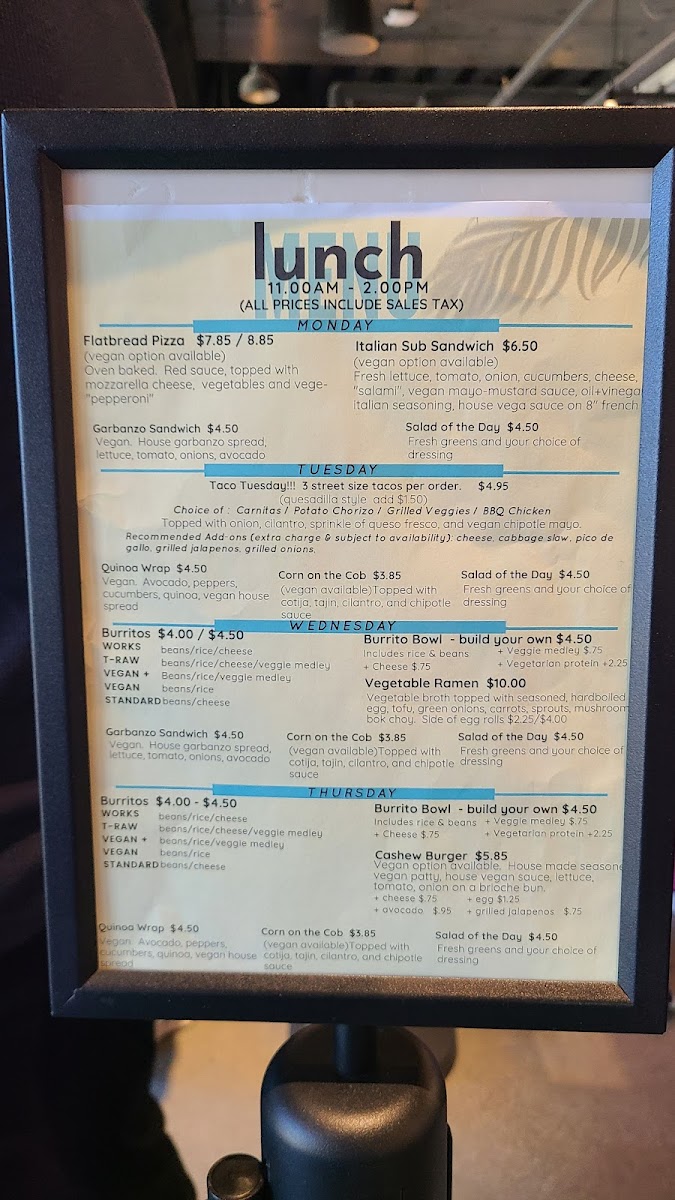 MENU
lunch
11.00AM - 2.00PM
(ALL PRICES INCLUDE SALES TAX)
MONDAY
Flatbread Pizza $7.85 / 8.85
(vegan option available)
Oven baked. Red sauce, topped with
mozzarella cheese, vegetables and vege-
"pepperoni"
Italian Sub Sandwich $6.50
(vegan option available)
Fresh lettuce, tomato, onion, cucumbers, cheese,
"salami", vegan mayo-mustard sauce, oil+vinega
italian seasoning, house vega sauce on 8" french
Garbanzo Sandwich $4.50
Vegan. House garbanzo spread,
lettuce, tomato, onions, avocado
Salad of the Day $4.50
Fresh greens and your choice of
dressing
TUESDAY
Taco Tuesday!!! 3 street size tacos per order. $4.95
(quesadilla style add $1.50)
Choice of : Carnitas / Potato Chorizo / Grilled Veggies / BBQ Chicken
Topped with onion, cilantro, sprinkle of queso fresco, and vegan chipotle mayo.
Recommended Add-ons (extra charge & subject to availability): cheese, cabbage slaw, pico de
gallo, grilled jalapenos, grilled onions,
Quinoa Wrap $4.50
Vegan. Avocado, peppers,
cucumbers, quinoa, vegan house
spread
Corn on the Cob $3.85
(vegan available)Topped with
cotija, tajin, cilantro, and chipotle
sauce
Salad of the Day $4.50
Fresh greens and your choice of
dressing
WEDNESDAY
Burritos $4.00 / $4.50
WORKS beans/rice/cheese
T-RAW beans/rice/cheese/veggie medley
VEGAN + Beans/rice/veggie medley
VEGAN beans/rice
STANDARD beans/cheese
Burrito Bowl - build your own $4.50
Includes rice & beans + Veggie medley $.75
+ Cheese $.75 + Vegetarian protein +2.25
Vegetable Ramen $10.00
Vegetable broth topped with seasoned, hardboiled
egg, tofu, green onions, carrots, sprouts, mushroom
bok choy. Side of egg rolls $2.25/$4.00
Garbanzo Sandwich $4.50
Vegan. House garbanzo spread,
lettuce, tomato, onions, avocado
Corn on the Cob $3.85
(vegan available)Topped with
cotija, tajin, cilantro, and chipotle
sauce
Salad of the Day $4.50
Fresh greens and your choice of
dressing
THURSDAY
Burritos $4.00 - $4.50
WORKS beans/rice/cheese
T-RAW beans/rice/cheese/veggie medley
VEGAN + beans/rice/veggie medley
VEGAN beans/rice
STANDARD beans/cheese
Burrito Bowl - build your own $4.50
Includes rice & beans + Veggie medley $.75
+ Cheese $.75 + Vegetarian protein +2.25
Cashew Burger $5.85
Vegan option available. House made seasone
vegan patty, house vegan sauce, lettuce,
tomato, onion on a brioche bun.
+ cheese $.75 + egg $1.25
+ avocado $.95 + grilled jalapenos $.75
Quinoa Wrap $4.50
Vegan. Avocado, peppers,
cucumbers, quinoa, vegan house
spread
Corn on the Cob $3.85
(vegan available)Topped with
cotija, tajin, cilantro, and chipotle
sauce
Salad of the Day $4.50
Fresh greens and your choice of
dressing